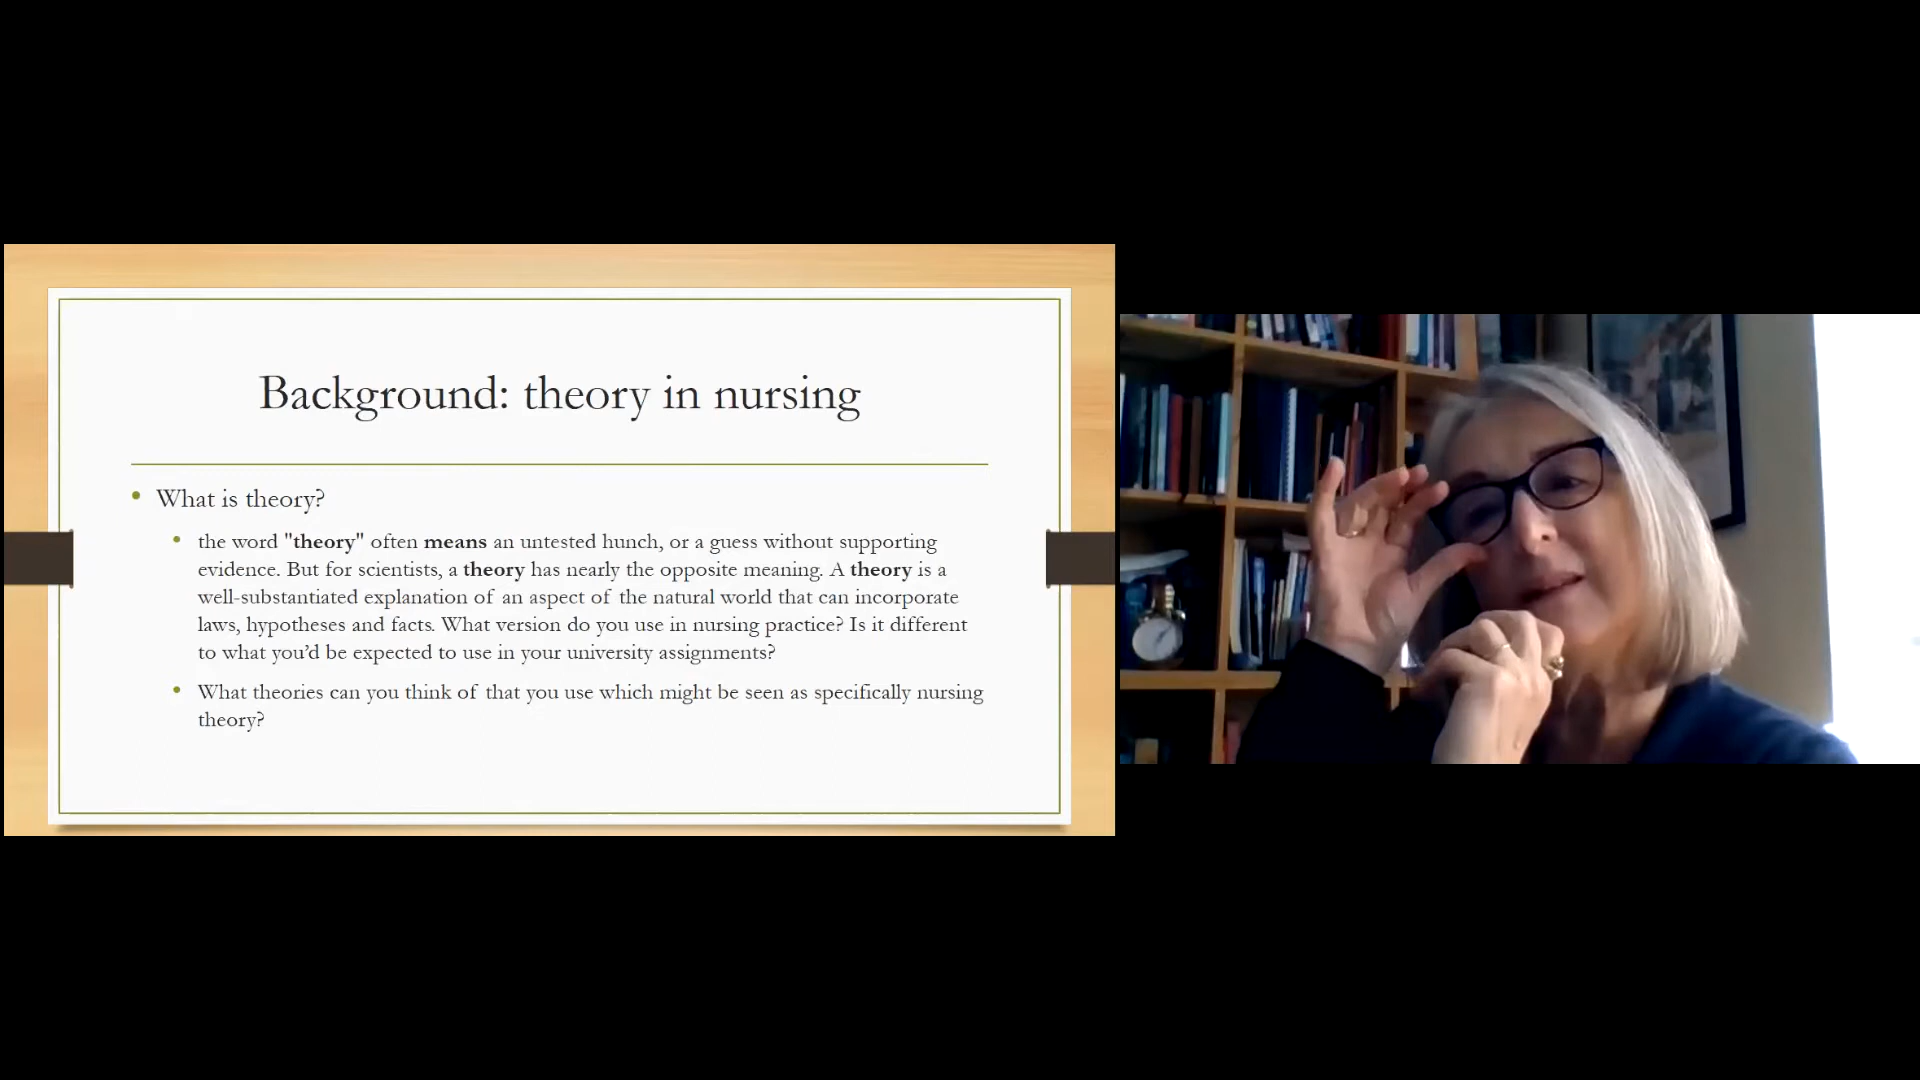 Background: theory in nursing
• What is theory?
• the word "theory" often means an untested hunch, or a guess without supporting
evidence. But for scientists, a theory has nearly the opposite meaning. A theory is a
well-substantiated explanation of an aspect of the natural world that can incorporate
laws, hypotheses and facts. What version do you use in nursing practice? Is it different
to what you’d be expected to use in your university assignments?
• What theories can you think of that you use which might be seen as specifically nursing
theory?